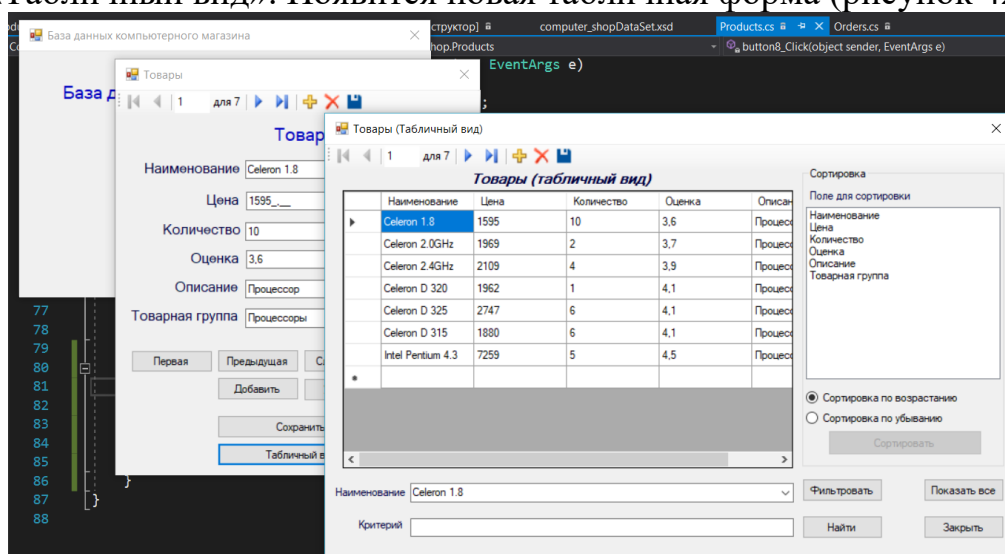 «Табличный вид». Появится новая табличная форма (рисунок
computer_shopDataSet.xsd Products.cs Orders.cs
button8_Click(object sender, EventArgs e)
EventArgs e)
;
База данных компьютерного магазина
База д
Товары
1 для 7
Товар
Наименование Celeron 1.8
Цена 1595_,__
Количество 10
Оценка 3,6
Описание Процессор
Товарная группа Процессоры
Первая Предыдущая
Добавить
Сохранить
Табличный в
Товары (Табличный вид)
1 для 7
Товары (табличный вид)
Наименование Цена Количество Оценка Описан
Celeron 1.8 1595 10 3,6 Процесс
Celeron 2.0GHz 1969 2 3,7 Процесс
Celeron 2.4GHz 2109 4 3,9 Процесс
Celeron D 320 1962 1 4,1 Процесс
Celeron D 325 2747 6 4,1 Процесс
Celeron D 315 1880 6 4,1 Процесс
Intel Pentium 4.3 7259 5 4,5 Процесс
Сортировка
Поле для сортировки
Наименование
Цена
Количество
Оценка
Описание
Товарная группа
Сортировка по возрастанию
Сортировка по убыванию
Сортировать
Наименование Celeron 1.8
Критерий
Фильтровать Показать все
Найти Закрыть
77
78
79
80
81
82
83
84
85
86 }
87 }
88